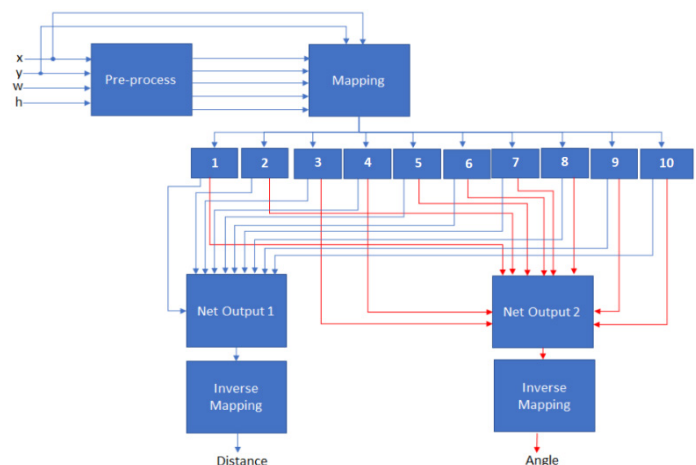 x
y
w
h
Pre-process
Mapping
1 2 3 4 5 6 7 8 9 10
Net Output 1
Net Output 2
Inverse
Mapping
Inverse
Mapping
Distance
Angle